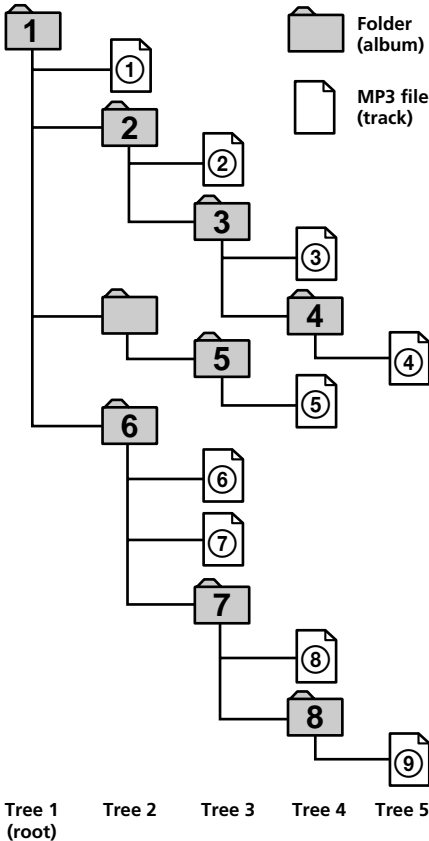 1
Folder
(album)
①
MP3 file
(track)
2
②
3
③
4
④
5
⑤
6
⑥
⑦
7
⑧
8
⑨
Tree 1 Tree 2 Tree 3 Tree 4 Tree 5
(root)